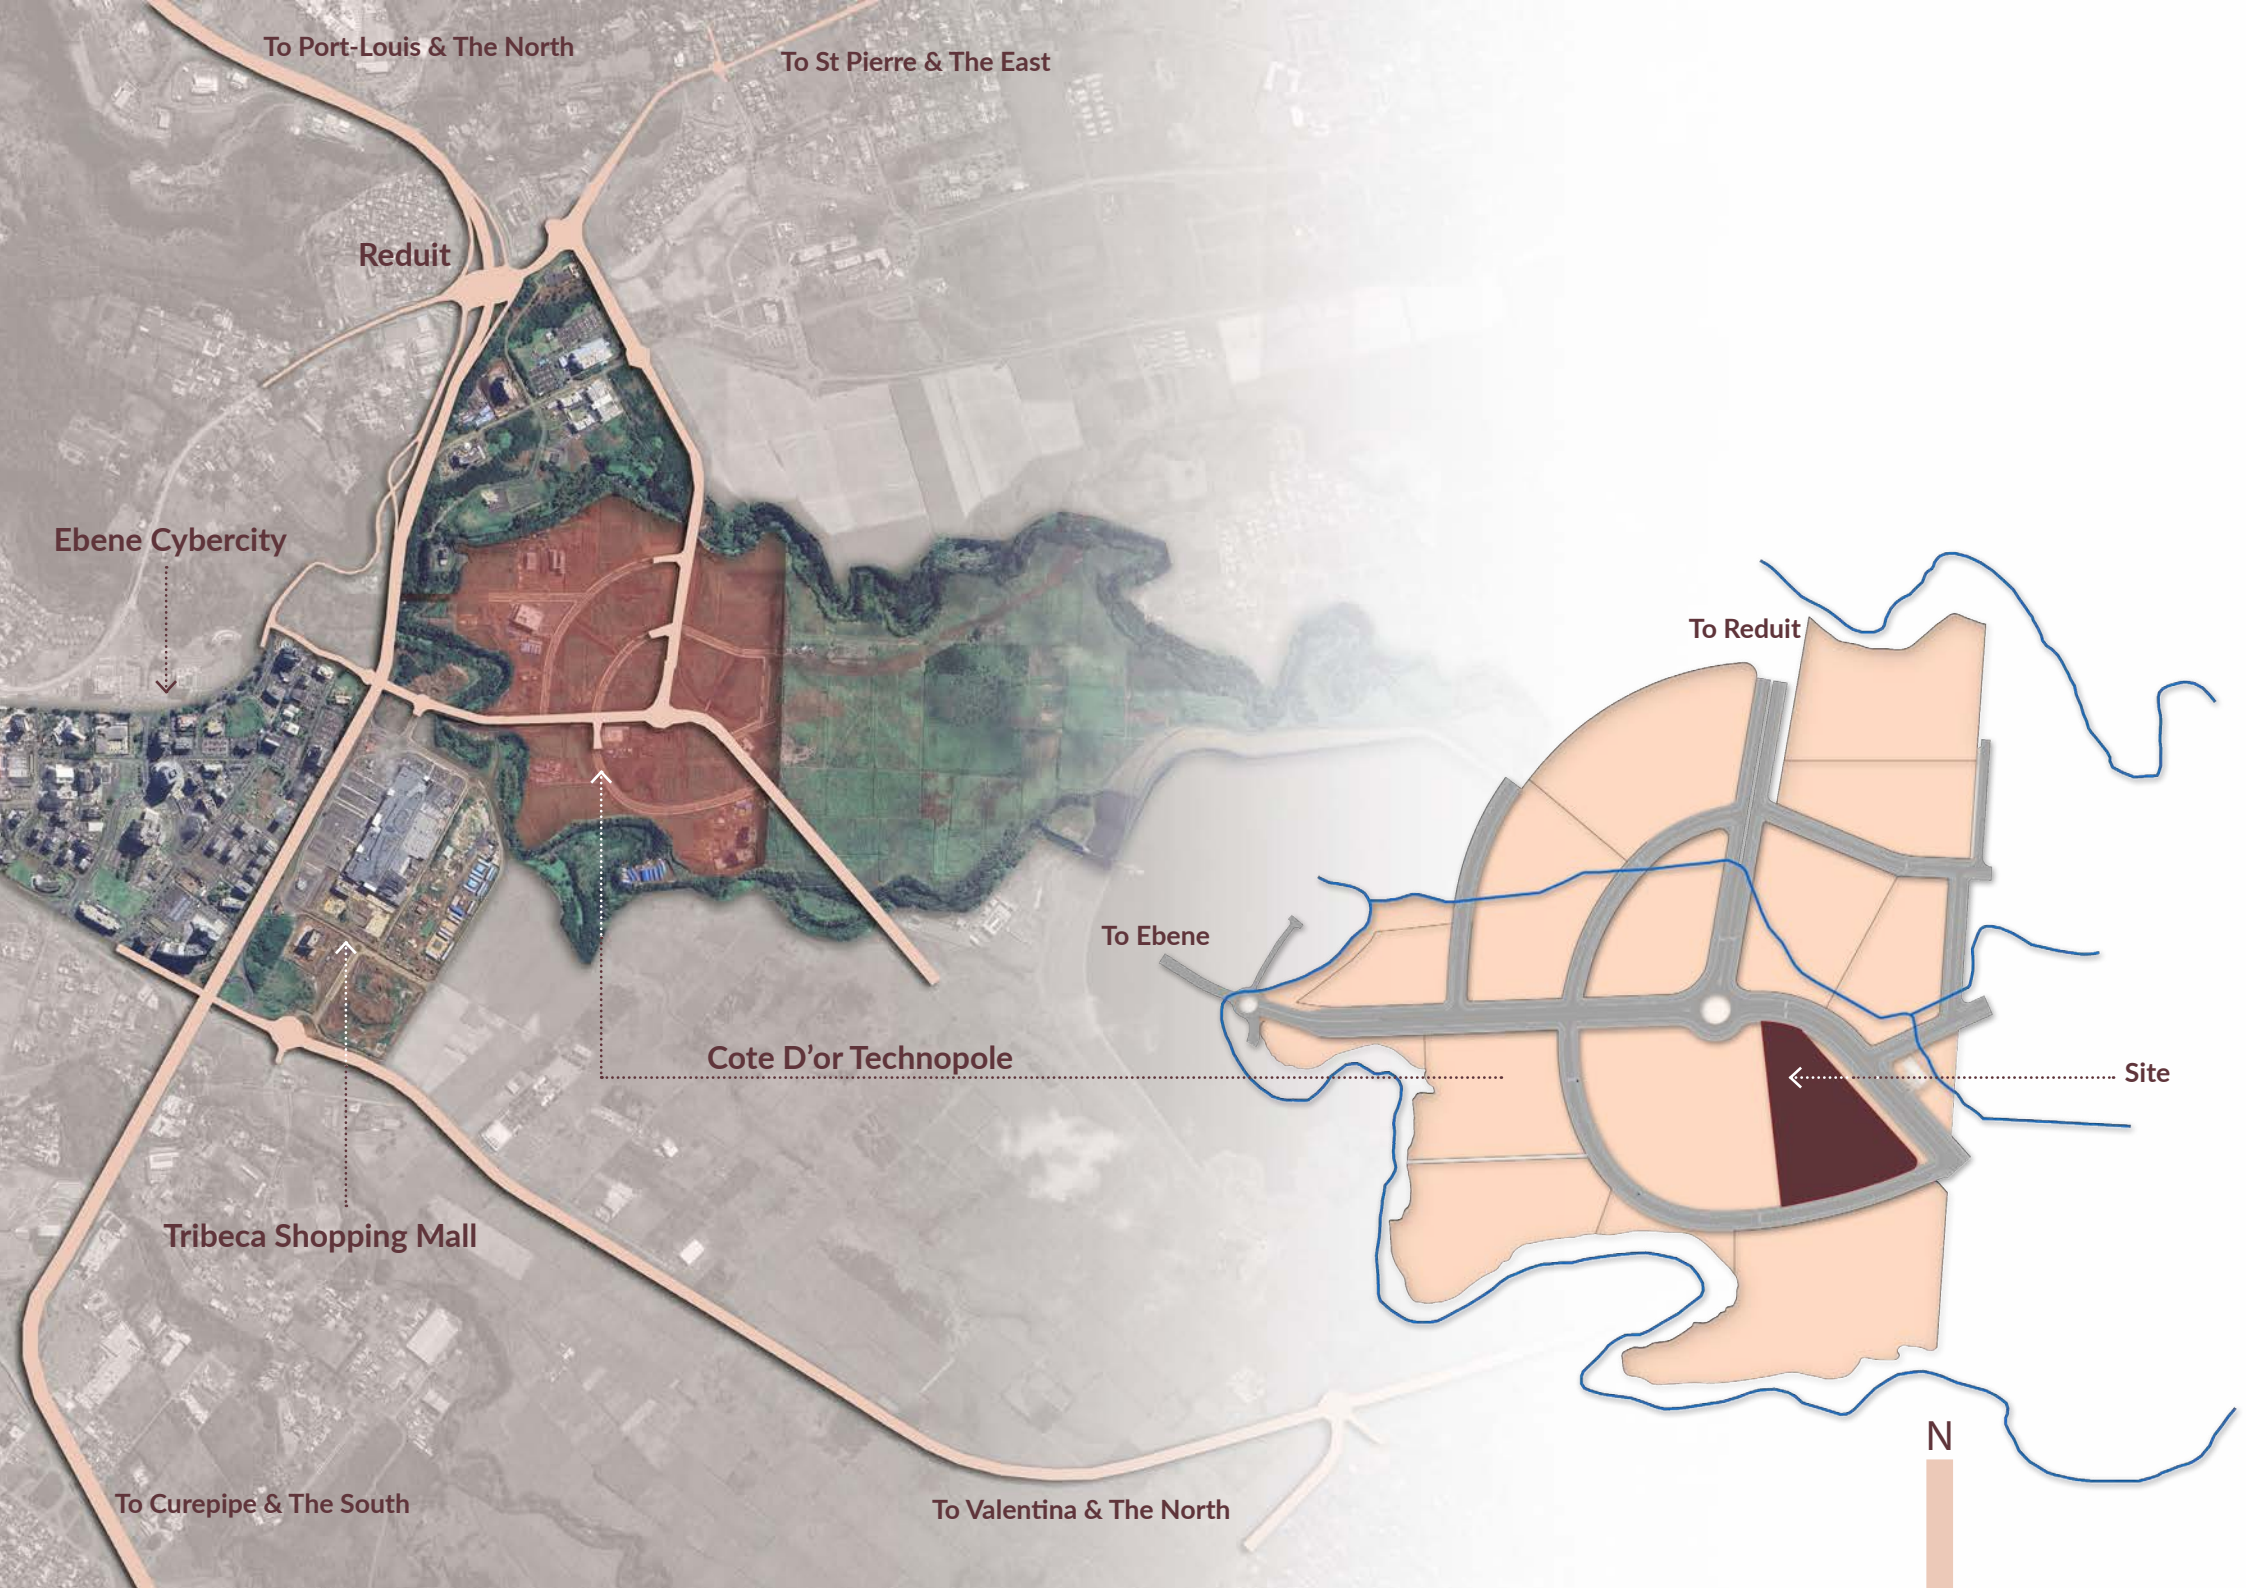 To Port-Louis & The North
To St Pierre & The East
Reduit
Ebene Cybercity
To Reduit
To Ebene
Cote D’or Technopole
Site
Tribeca Shopping Mall
N
To Curepipe & The South
To Valentina & The North